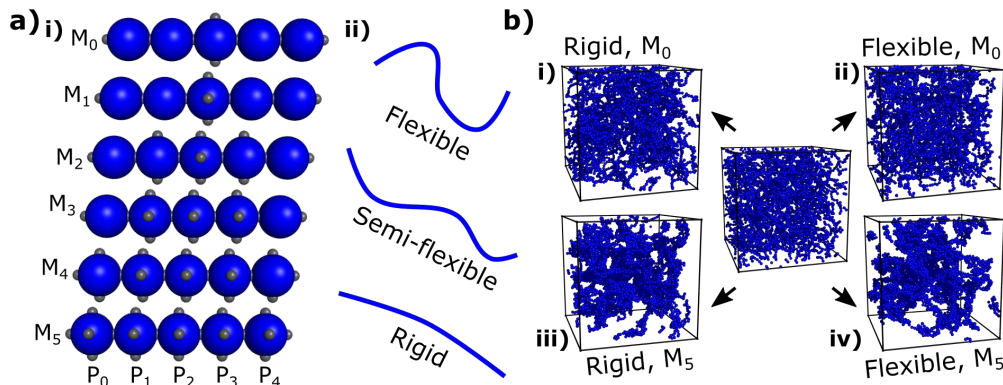 a) i)
M0
M1
M2
M3
M4
M5
P0 P1 P2 P3 P4
ii)
Flexible
Semi-flexible
Rigid
b)
i)
Rigid, M0
ii)
Flexible, M0
iii)
Rigid, M5
iv)
Flexible, M5